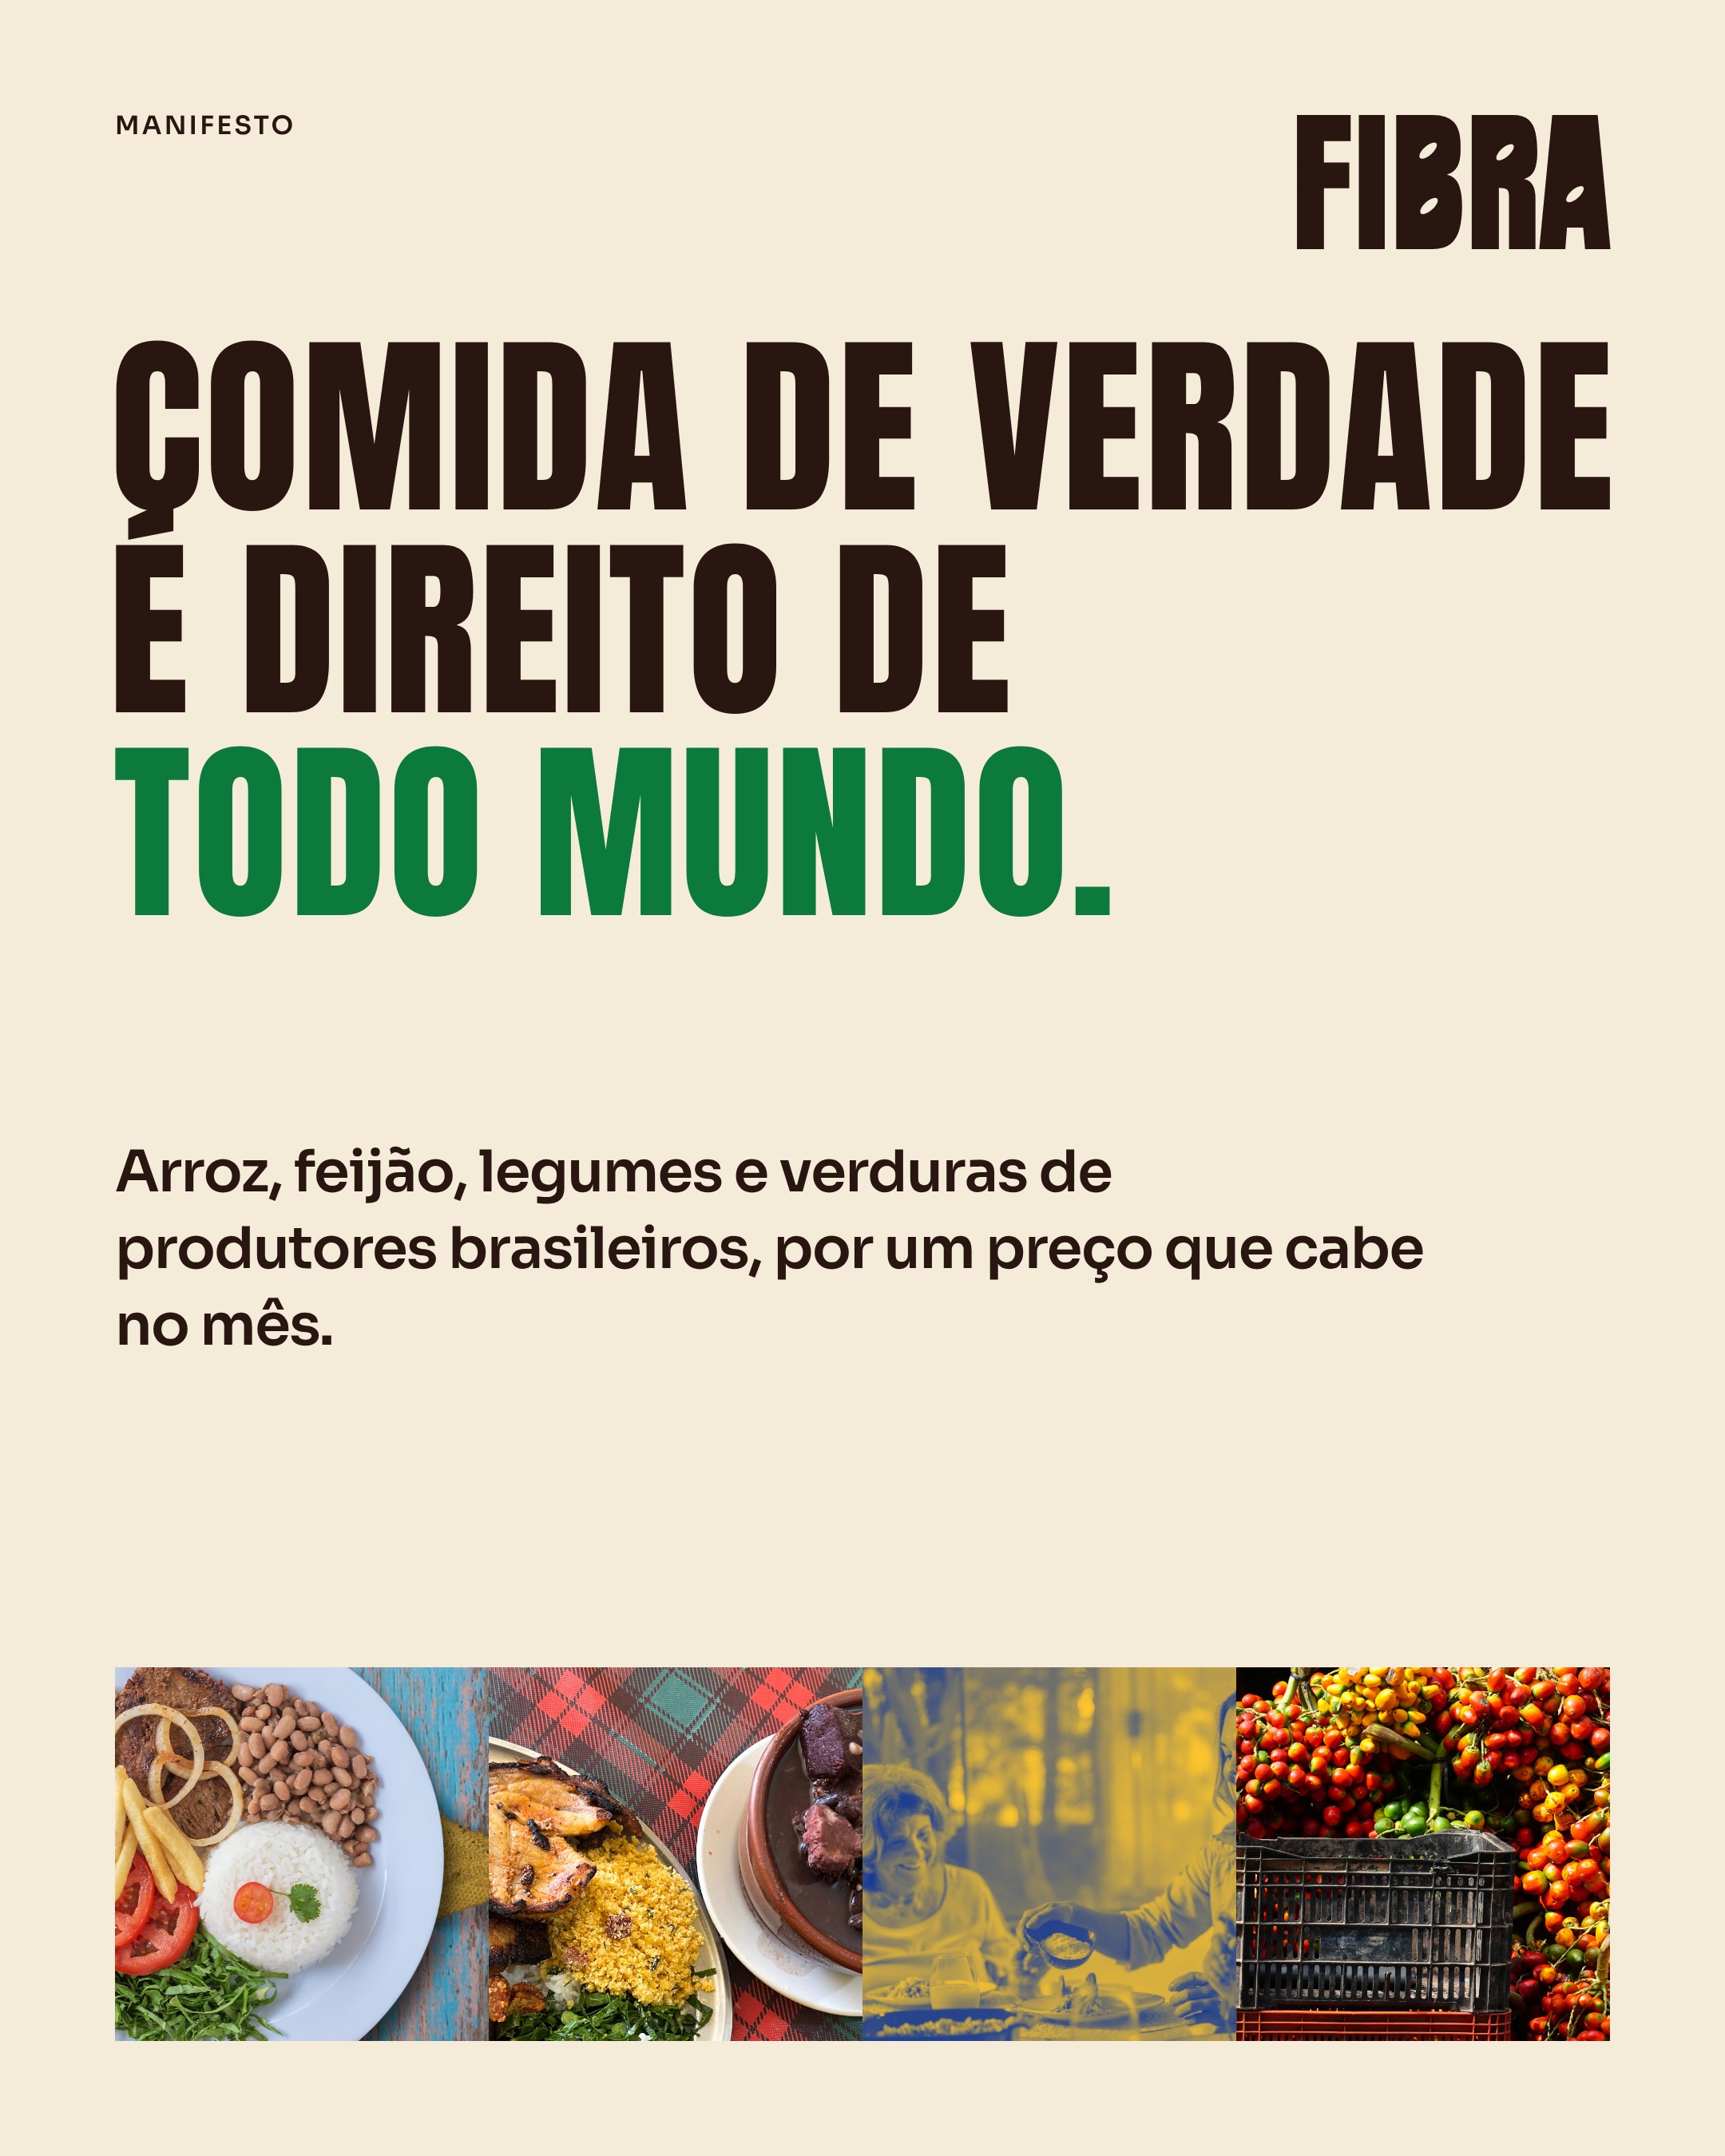 MANIFESTO
FIBRA
COMIDA DE VERDADE
É DIREITO DE
TODO MUNDO.
Arroz, feijão, legumes e verduras de
produtores brasileiros, por um preço que cabe
no mês.